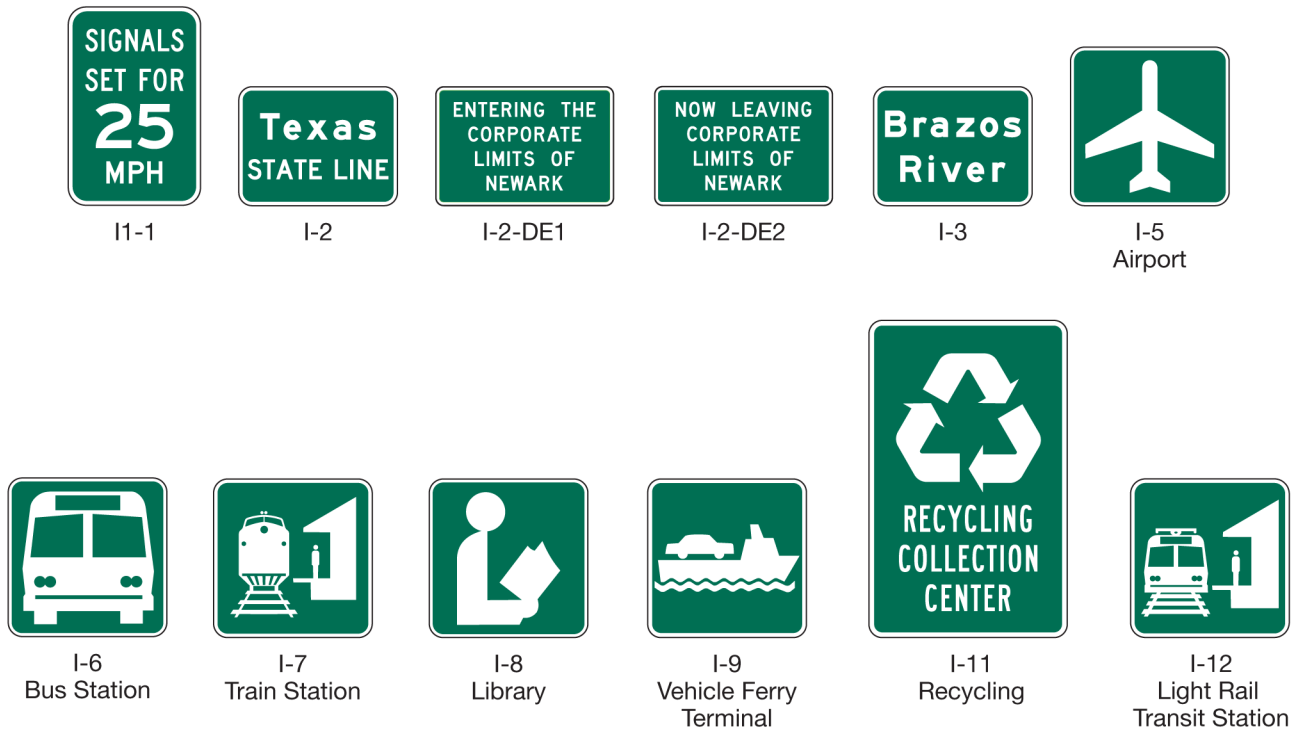 SIGNALS
SET FOR
25
MPH
I1-1
Texas
STATE LINE
I-2
ENTERING THE
CORPORATE
LIMITS OF
NEWARK
I-2-DE1
NOW LEAVING
CORPORATE
LIMITS OF
NEWARK
I-2-DE2
Brazos
River
I-3
I-5
Airport
I-6
Bus Station
I-7
Train Station
I-8
Library
I-9
Vehicle Ferry
Terminal
RECYCLING
COLLECTION
CENTER
I-11
Recycling
I-12
Light Rail
Transit Station